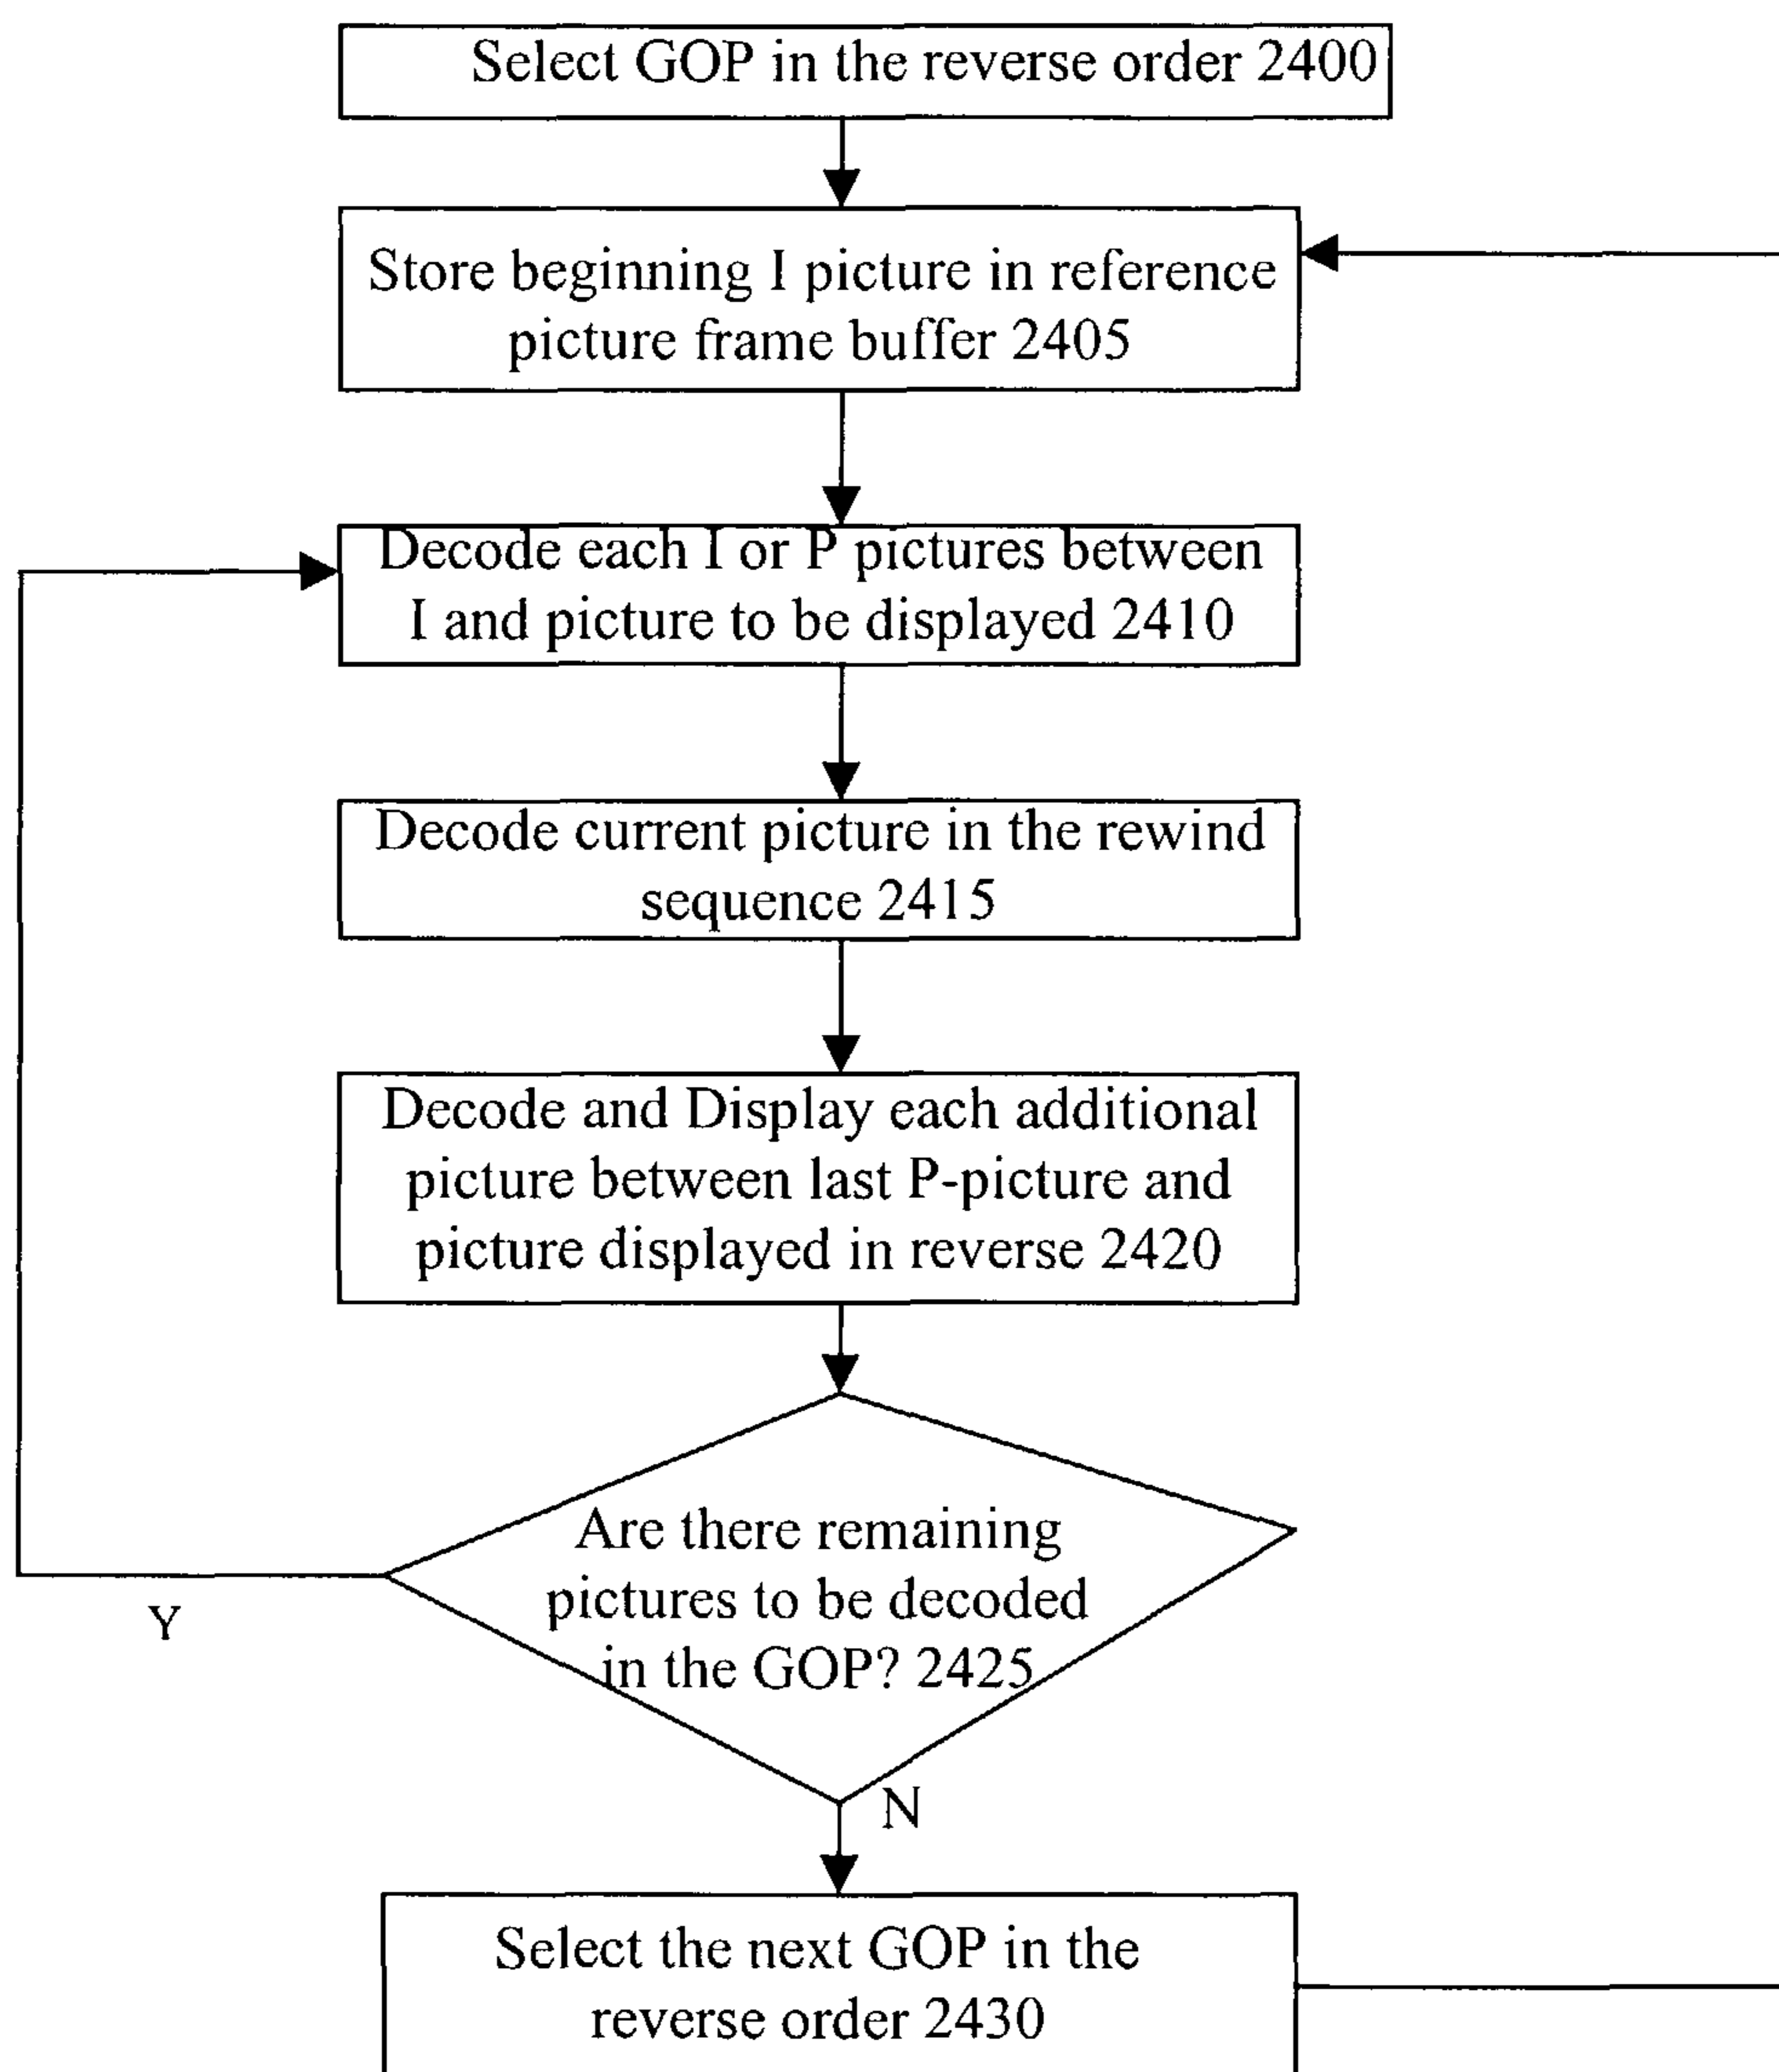 Select GOP in the reverse order 2400
Store beginning I picture in reference
picture frame buffer 2405
Decode each I or P pictures between
I and picture to be displayed 2410
Decode current picture in the rewind
sequence 2415
Decode and Display each additional
picture between last P-picture and
picture displayed in reverse 2420
Are there remaining
pictures to be decoded
in the GOP? 2425
Y
N
Select the next GOP in the
reverse order 2430